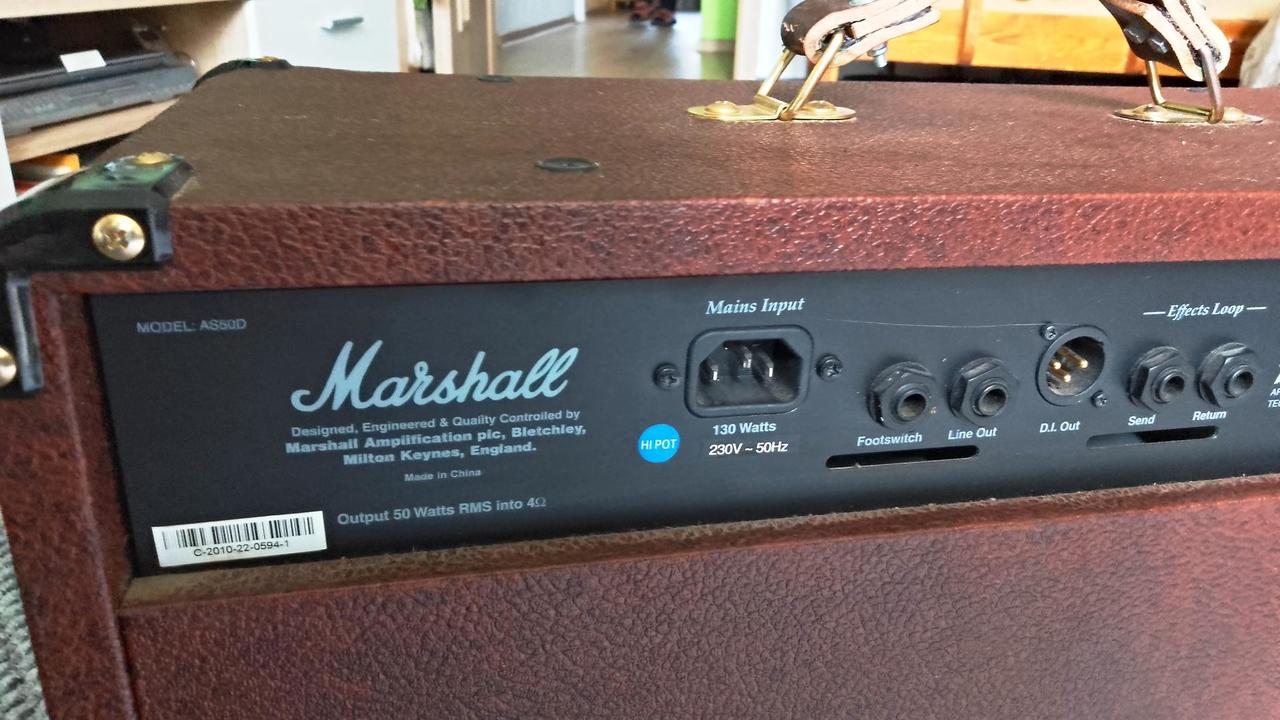 MODEL: AS50D
Marshall
Designed, Engineered & Quality Controlled by
Marshall Amplification plc, Bletchley,
Milton Keynes, England.
Made in China
Output 50 Watts RMS into 4Ω
C-2010-22-0594-1
HI POT
Mains Input
130 Watts
230V ~ 50Hz
Footswitch
Line Out
D.I. Out
Effects Loop
Send
Return